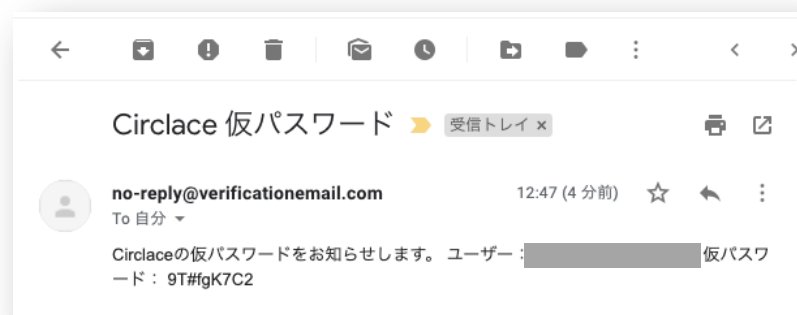 Circlace 仮パスワード
受信トレイ ×
no-reply@verificationemail.com
12:47 (4 分前)
To 自分
Circlaceの仮パスワードをお知らせします。 ユーザー：
仮パスワ
ード： 9T#fgK7C2